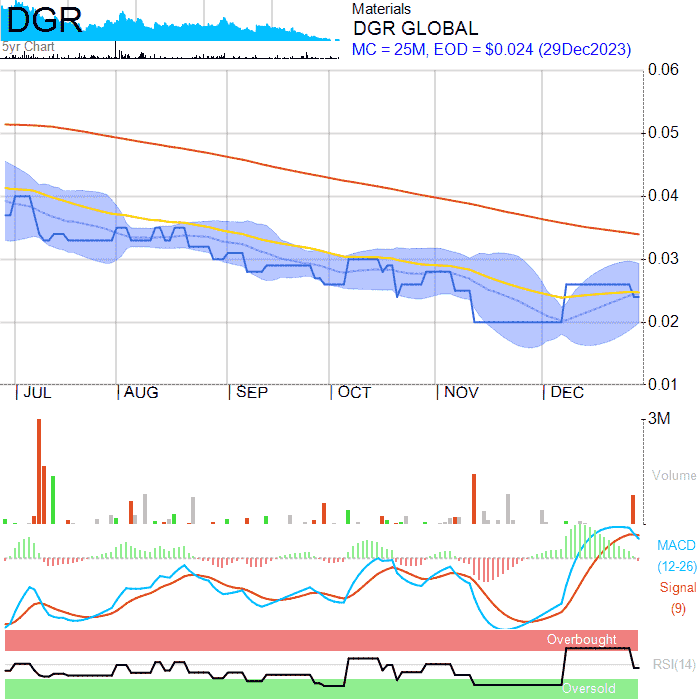 DGR
5yr Chart
Materials
DGR GLOBAL
MC = 25M, EOD = $0.024 (29Dec2023)
0.06
0.05
0.04
0.03
0.02
0.01
JUL AUG SEP OCT NOV DEC
3M
Volume
MACD
(12-26)
Signal
(9)
Overbought
RSI(14)
Oversold